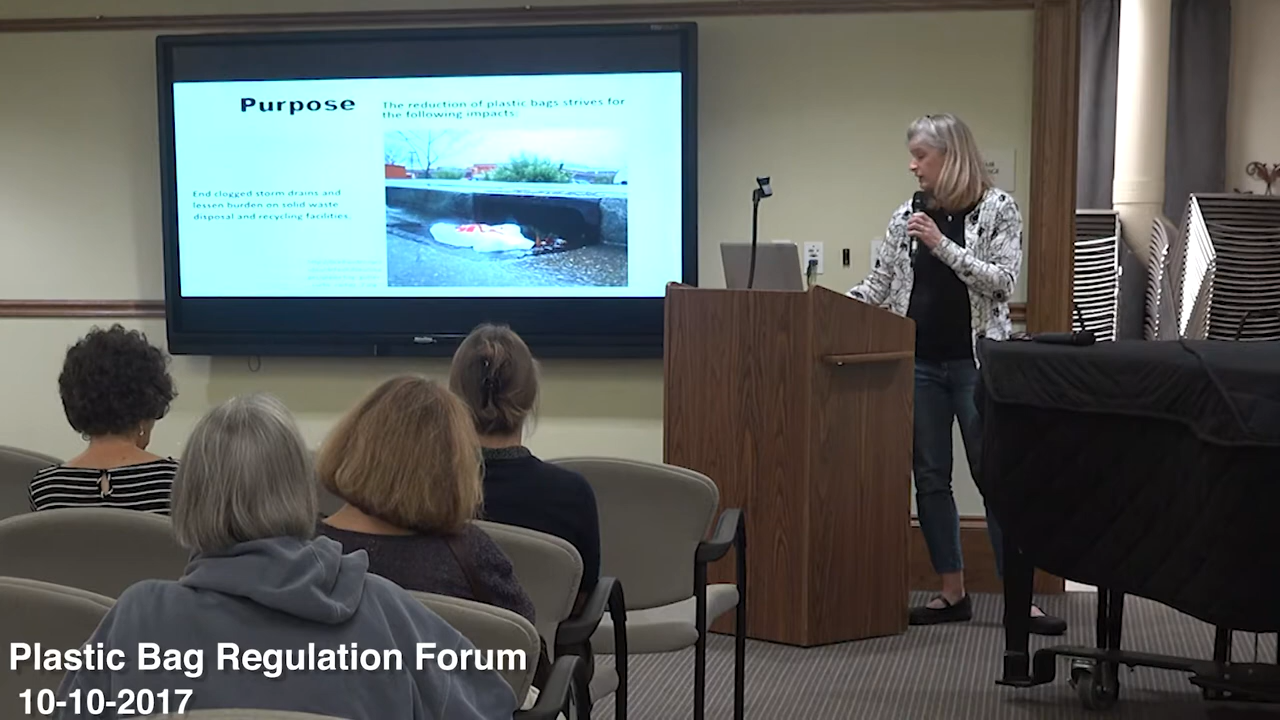 Purpose
The reduction of plastic bags strives for
the following impacts:
End clogged storm drains and
lessen burden on solid waste
disposal and recycling facilities.
Plastic Bag Regulation Forum
10-10-2017